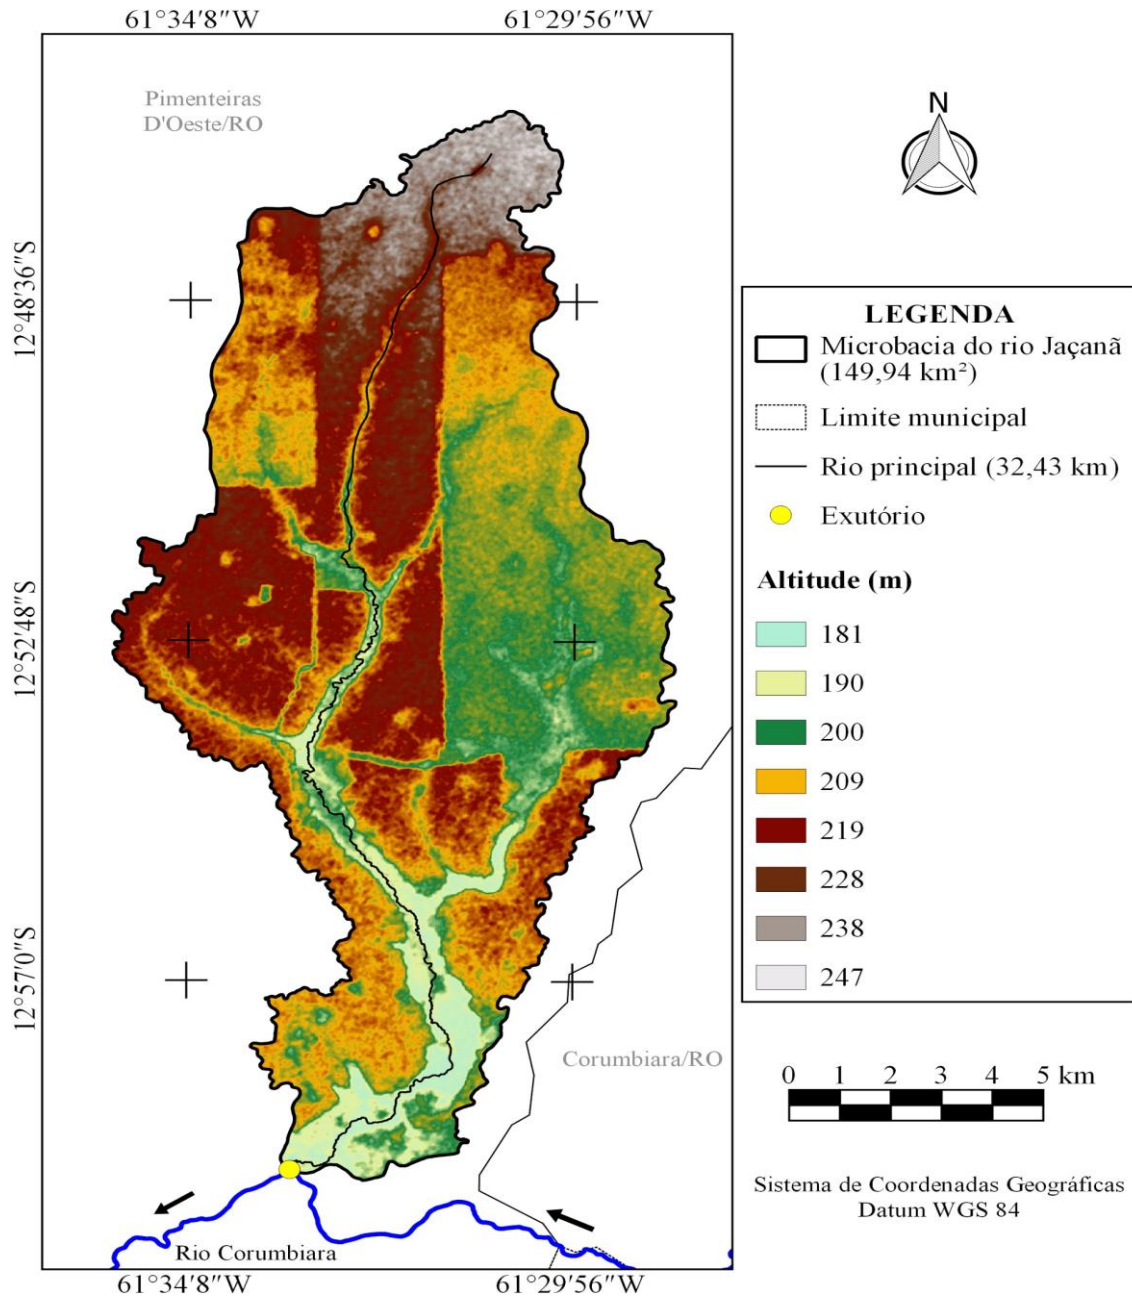 61°34'8"W
61°29'56"W
Pimenteiras
D'Oeste/RO
N
12°48'36"S
12°52'48"S
12°57'0"S
LEGENDA
Microbacia do rio Jaçanã
(149,94 km²)
Limite municipal
Rio principal (32,43 km)
Exutório
Altitude (m)
181
190
200
209
219
228
238
247
Corumbiara/RO
0 1 2 3 4 5 km
Sistema de Coordenadas Geográficas
Datum WGS 84
Rio Corumbiara
61°34'8"W
61°29'56"W